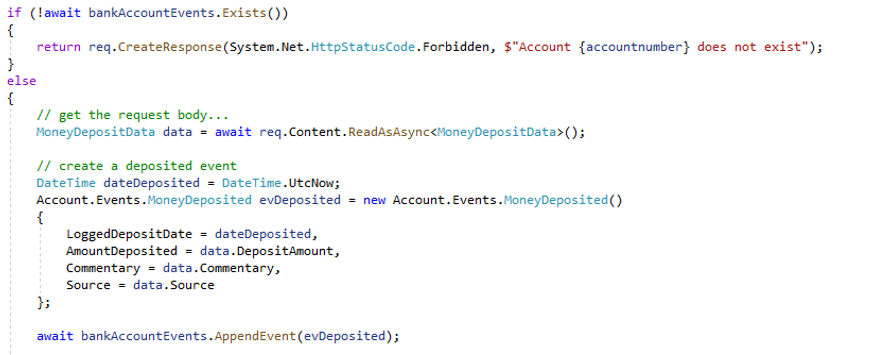 if (!await bankAccountEvents.Exists())
{
return req.CreateResponse(System.Net.HttpStatusCode.Forbidden, $"Account {accountnumber} does not exist");
}
else
{
// get the request body...
MoneyDepositData data = await req.Content.ReadAsAsync<MoneyDepositData>();
// create a deposited event
DateTime dateDeposited = DateTime.UtcNow;
Account.Events.MoneyDeposited evDeposited = new Account.Events.MoneyDeposited()
{
LoggedDepositDate = dateDeposited,
AmountDeposited = data.DepositAmount,
Commentary = data.Commentary,
Source = data.Source
};
await bankAccountEvents.AppendEvent(evDeposited);